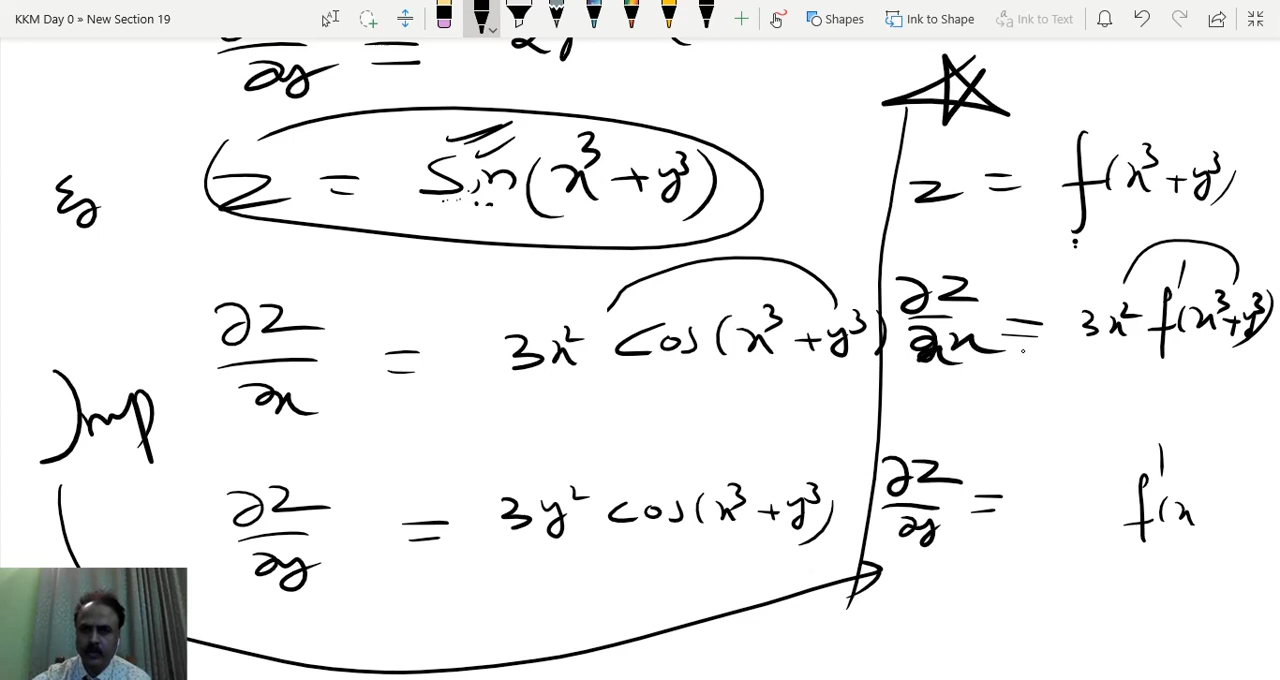 KKM Day 0 » New Section 19
Shapes
Ink to Shape
Ink to Text
∂y =
Eg z = Sin(x³ + y³)
z = f(x³ + y³)
∂z/∂x = 3x² cos(x³ + y³)
∂z/∂x = 3x² f'(x³ + y³)
Imp
∂z/∂y = 3y² cos(x³ + y³)
∂z/∂y = f'(x